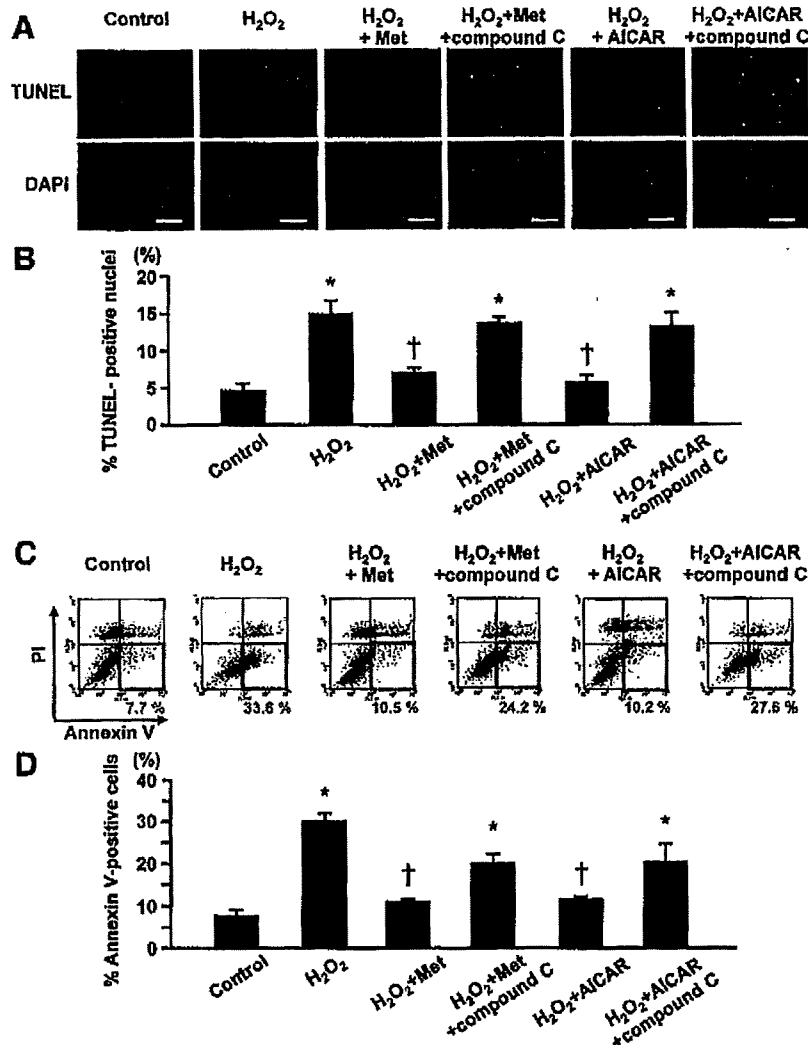 A
Control
H₂O₂
H₂O₂
+ Met
H₂O₂+Met
+compound C
H₂O₂
+ AICAR
H₂O₂+AICAR
+compound C
TUNEL
DAPI
B
(%)
% TUNEL- positive nuclei
20
15
10
5
0
*
†
*
†
*
Control
H₂O₂
H₂O₂+Met
H₂O₂+Met
+compound C
H₂O₂+AICAR
H₂O₂+AICAR
+compound C
C
Control
H₂O₂
H₂O₂
+ Met
H₂O₂+Met
+compound C
H₂O₂
+ AICAR
H₂O₂+AICAR
+compound C
PI
7.7 %
33.6 %
10.5 %
24.2 %
10.2 %
27.6 %
Annexin V
D
(%)
% Annexin V-positive cells
40
30
20
10
0
*
†
*
†
*
Control
H₂O₂
H₂O₂+Met
H₂O₂+Met
+compound C
H₂O₂+AICAR
H₂O₂+AICAR
+compound C